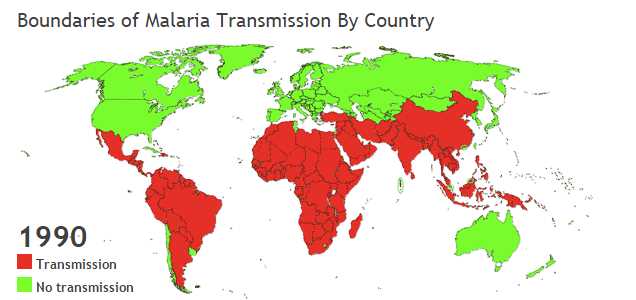 Boundaries of Malaria Transmission By Country
1990
Transmission
No transmission